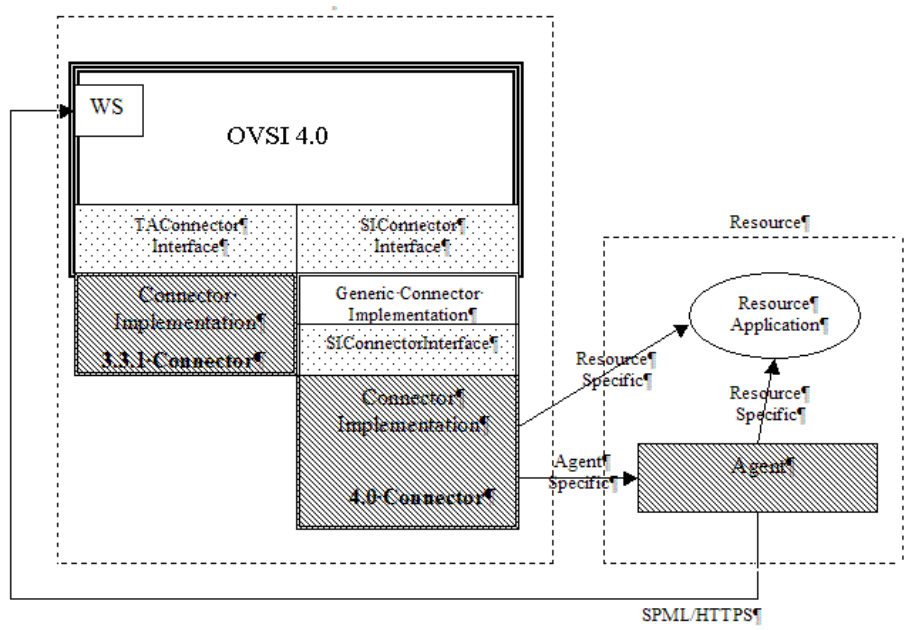 WS
OVSI 4.0
TAConnector¶
Interface¶
SIConnector¶
Interface¶
Connector·
Implementation¶
3.3.1·Connector¶
Generic·Connector·
Implementation¶
SIConnectorInterface¶
Connector¶
Implementation¶
4.0·Connector¶
Resource¶
Specific¶
Agent¶
Specific¶
Resource¶
Resource¶
Application¶
Resource¶
Specific¶
Agent¶
SPML/HTTPS¶